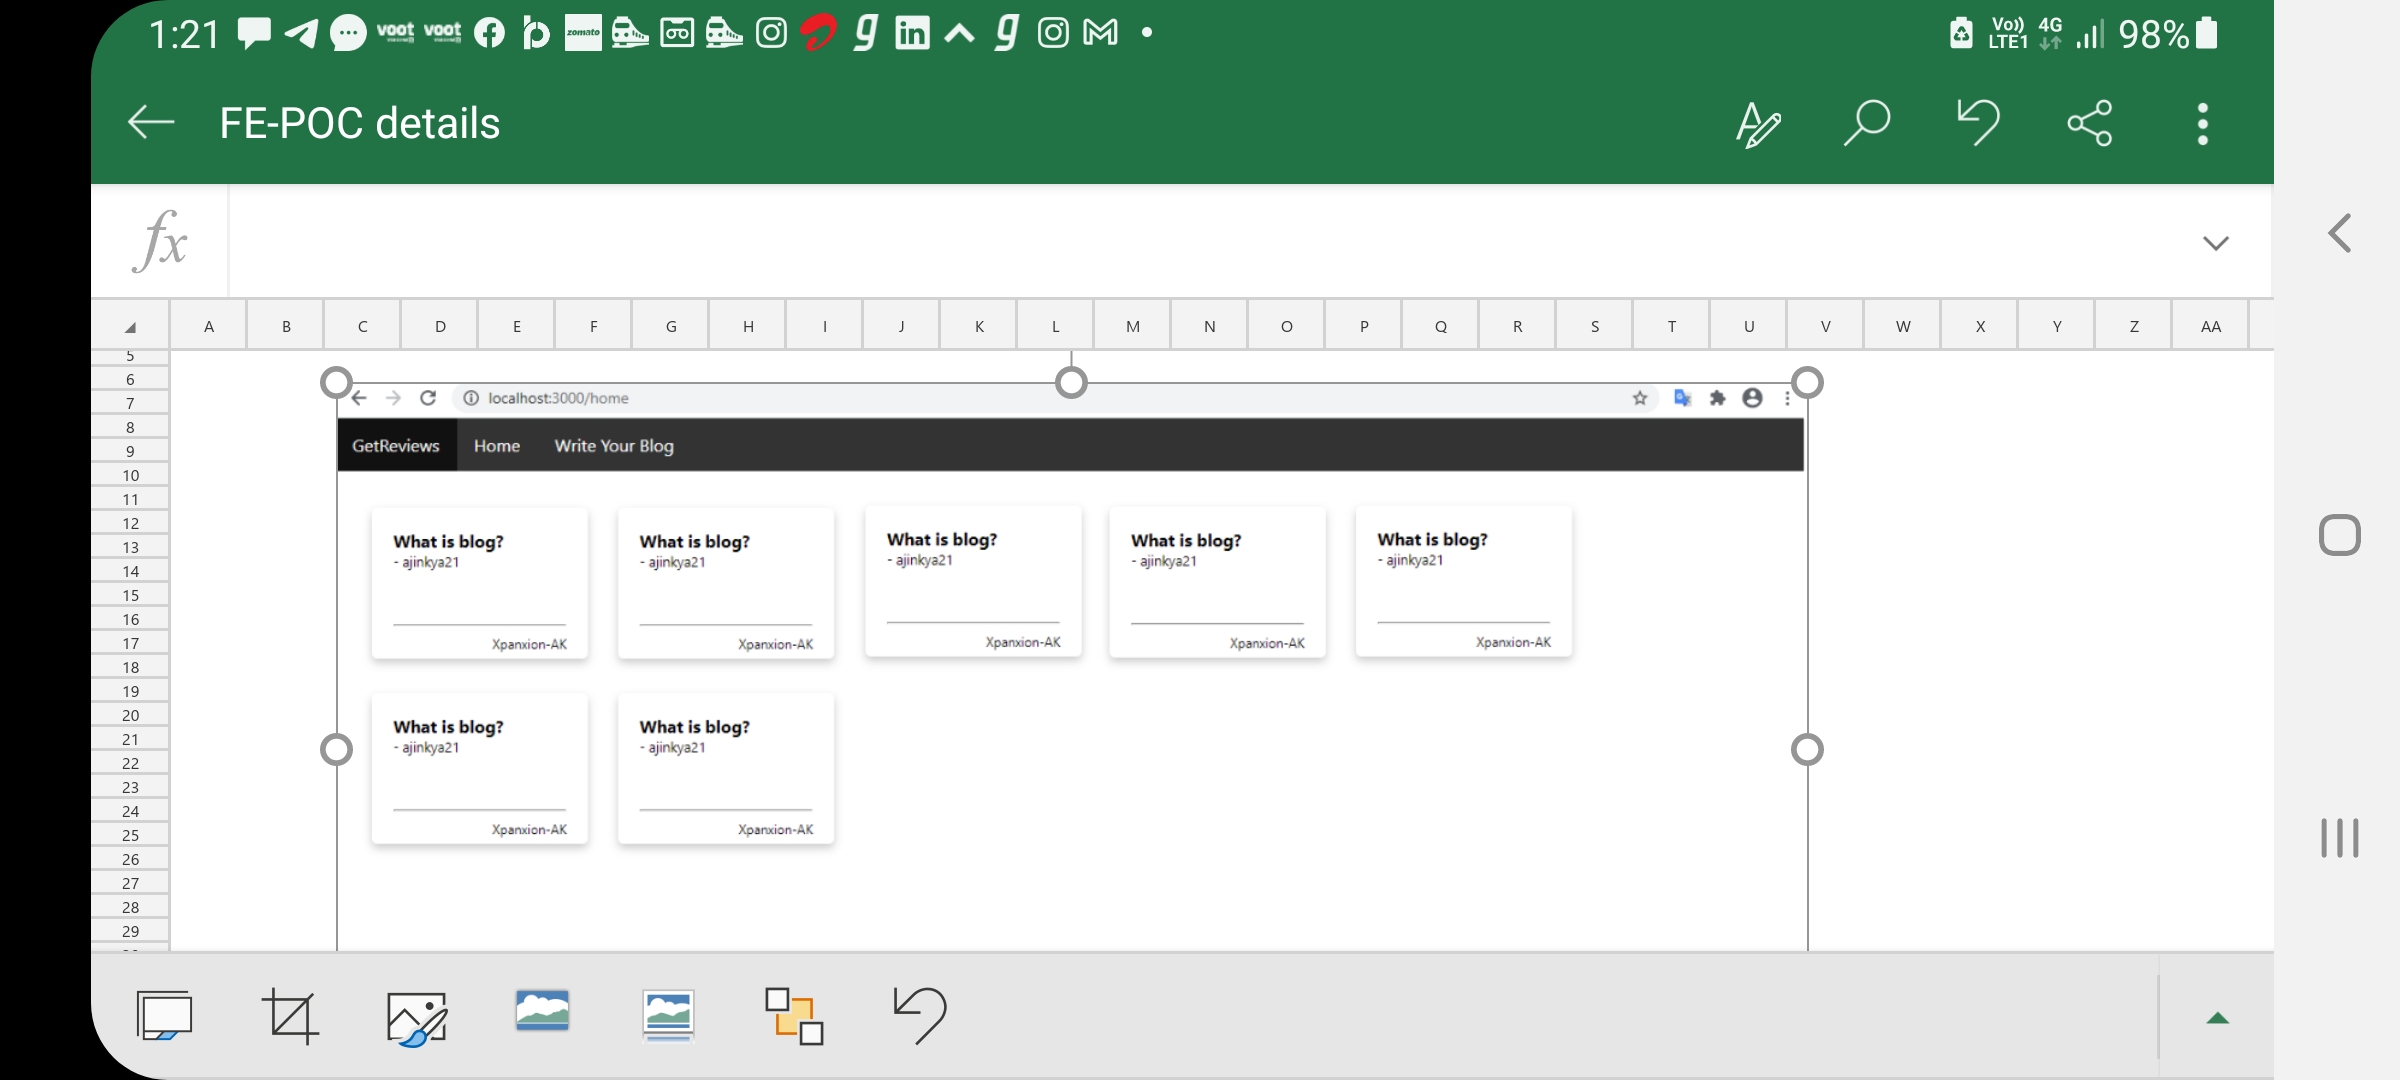 1:21 voot voot zomato in Vo)) LTE1 4G 98%
FE-POC details
fx
A B C D E F G H I J K L M N O P Q R S T U V W X Y Z AA
5
6
7
8
9
10
11
12
13
14
15
16
17
18
19
20
21
22
23
24
25
26
27
28
29
localhost:3000/home
GetReviews Home Write Your Blog
What is blog? What is blog? What is blog? What is blog? What is blog?
- ajinkya21 - ajinkya21 - ajinkya21 - ajinkya21 - ajinkya21
Xpanxion-AK Xpanxion-AK Xpanxion-AK Xpanxion-AK Xpanxion-AK
What is blog? What is blog?
- ajinkya21 - ajinkya21
Xpanxion-AK Xpanxion-AK